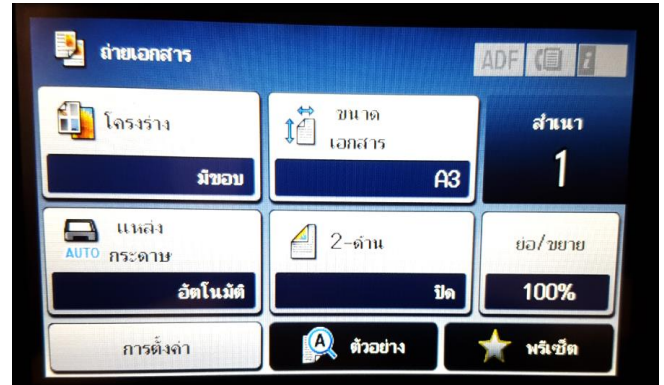 ถ่ายเอกสาร
ADF
i
โครงร่าง
มีขอบ
ขนาด
เอกสาร
A3
สำเนา
1
แหล่ง
กระดาษ
AUTO
อัตโนมัติ
2-ด้าน
ปิด
ย่อ/ขยาย
100%
การตั้งค่า
A
ตัวอย่าง
พรีเซ็ต